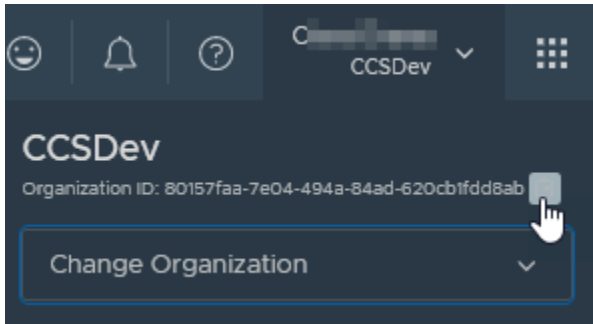 CCSDev
CCSDev
Organization ID: 80157faa-7e04-494a-84ad-620cb1fdd8ab
Change Organization